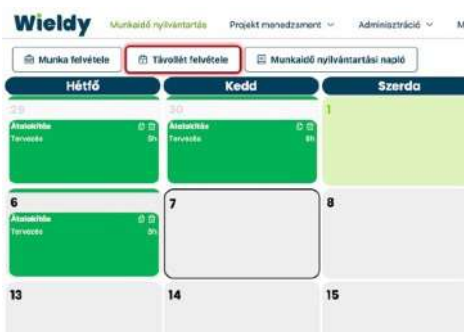 Wieldy Munkaidő nyilvántartás Projekt menedzsment Adminisztráció M
Munka felvétele Távollét felvétele Munkaidő nyilvántartási napló
Hétfő Kedd Szerda
29 30 1
Átalakítás Átalakítás
Tervezés 8h Tervezés 8h
6 7 8
Átalakítás
Tervezés 8h
13 14 15